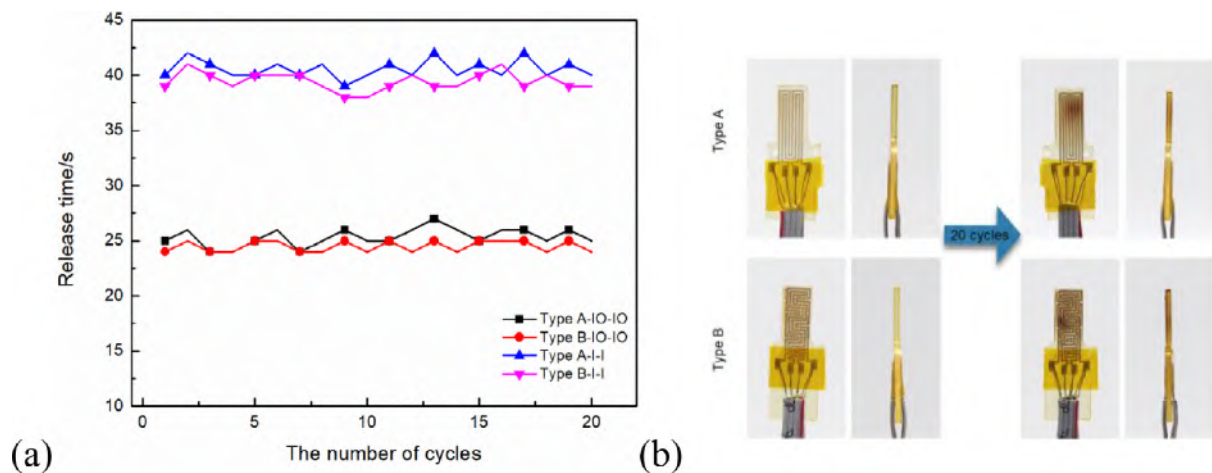 45
40
35
30
25
20
15
10
Release time/s
0
5
10
15
20
The number of cycles
Type A-IO-IO
Type B-IO-IO
Type A-I-I
Type B-I-I
(a)
Type A
20 cycles
Type B
(b)